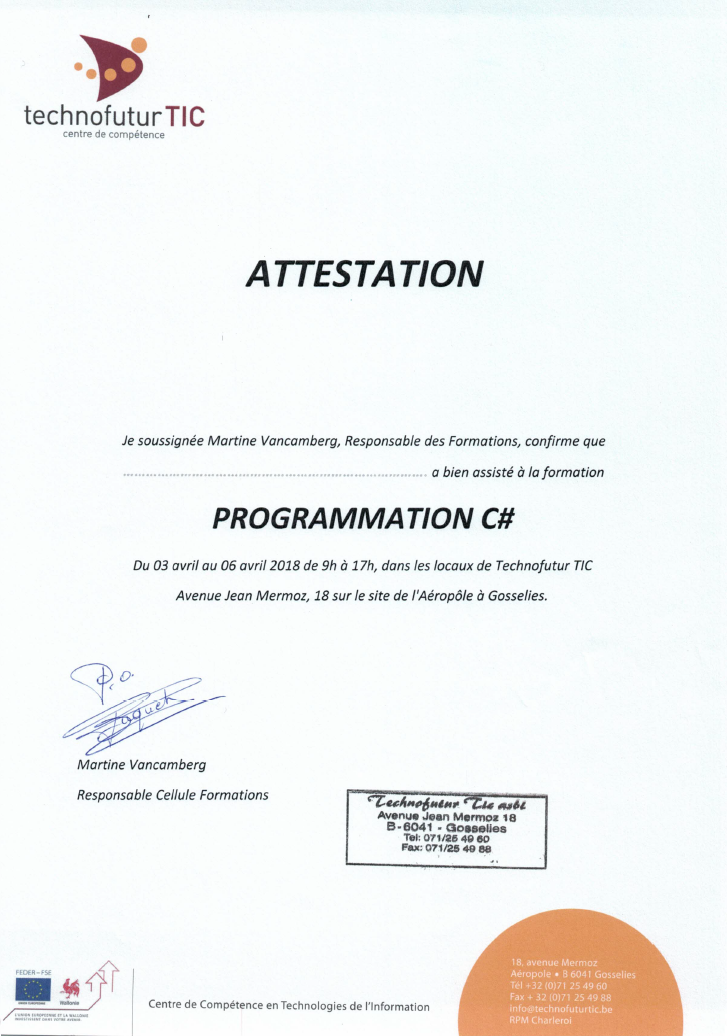 technofutur TIC
centre de compétence
ATTESTATION
Je soussignée Martine Vancamberg, Responsable des Formations, confirme que
........................................................................................ a bien assisté à la formation
PROGRAMMATION C#
Du 03 avril au 06 avril 2018 de 9h à 17h, dans les locaux de Technofutur TIC
Avenue Jean Mermoz, 18 sur le site de l'Aéropôle à Gosselies.
P.O.
Martine Vancamberg
Responsable Cellule Formations
Technofutur Tic asbl
Avenue Jean Mermoz 18
B-6041 - Gosselies
Tel: 071/25 49 60
Fax: 071/25 49 88
FEDER-FSE
UNION EUROPEENNE
Wallonie
L'UNION EUROPÉENNE ET LA WALLONIE
INVESTISSENT DANS VOTRE AVENIR
Centre de Compétence en Technologies de l'Information
18, avenue Mermoz
Aéropole • B 6041 Gosselies
Tél +32 (0)71 25 49 60
Fax + 32 (0)71 25 49 88
info@technofuturtic.be
RPM Charleroi